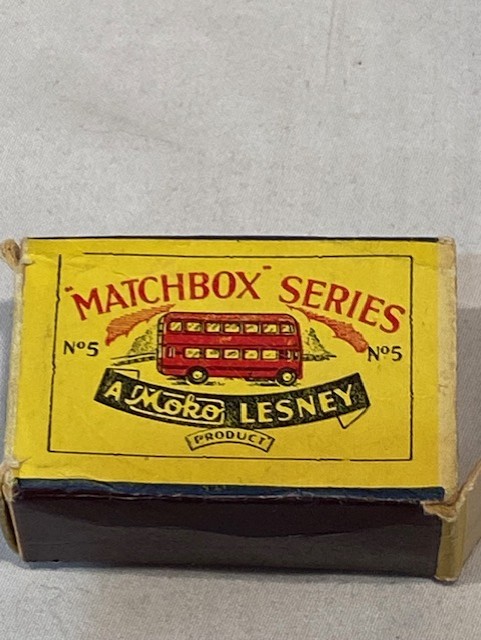 "MATCHBOX" SERIES
Nº5 Nº5
A Moko LESNEY
PRODUCT